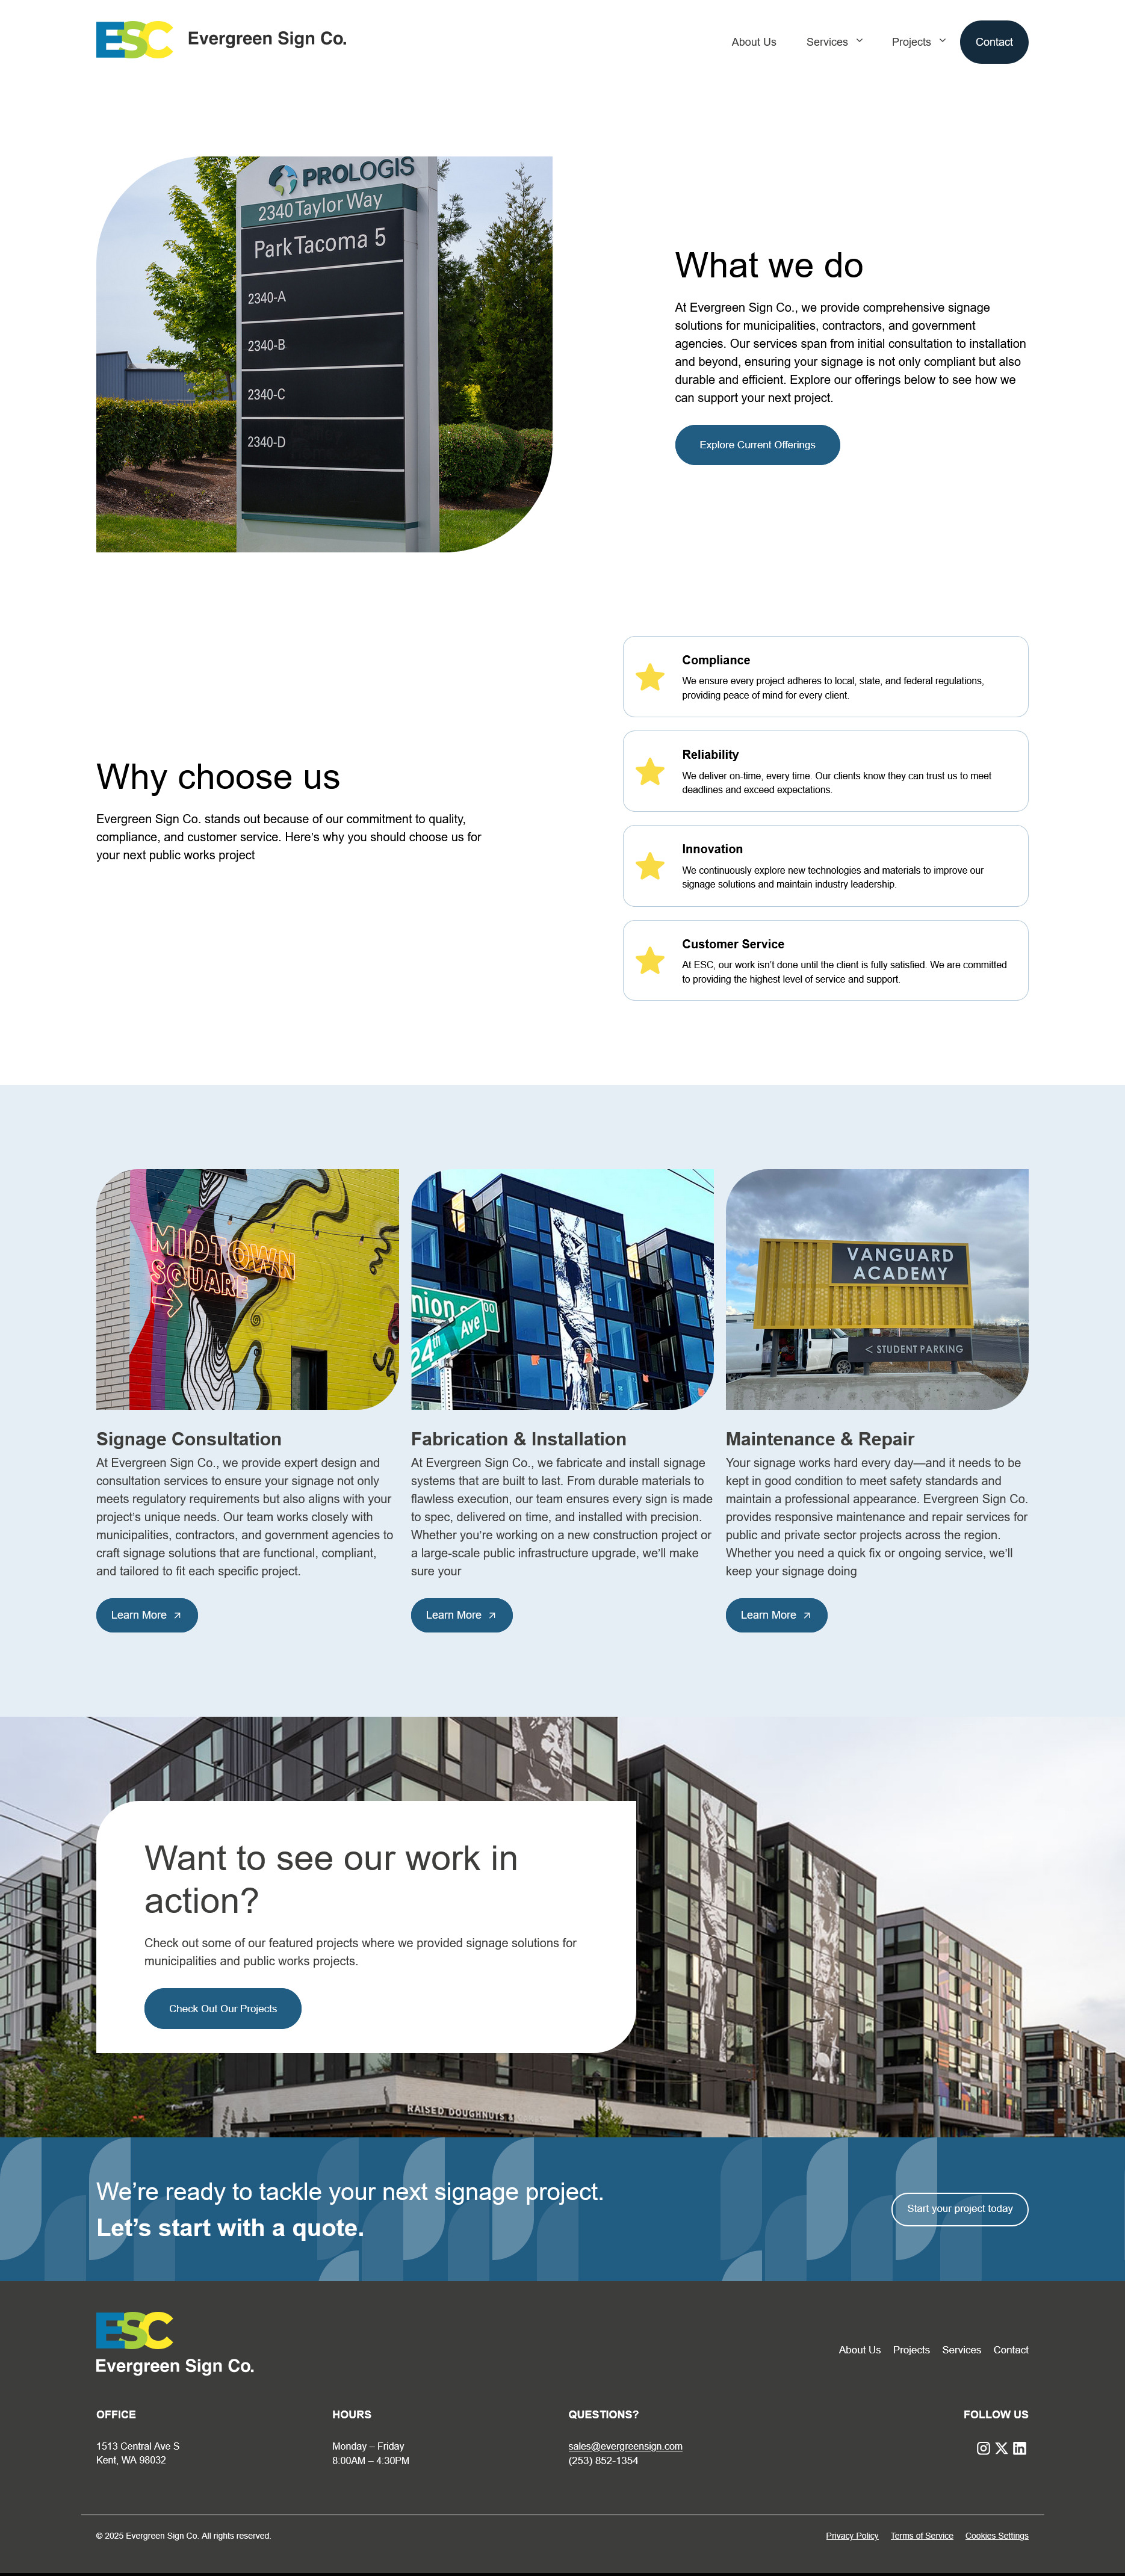 ESC Evergreen Sign Co.
About Us Services Projects Contact
PROLOGIS
2340 Taylor Way
Park Tacoma 5
2340-A
2340-B
2340-C
2340-D
What we do
At Evergreen Sign Co., we provide comprehensive signage
solutions for municipalities, contractors, and government
agencies. Our services span from initial consultation to installation
and beyond, ensuring your signage is not only compliant but also
durable and efficient. Explore our offerings below to see how we
can support your next project.
Explore Current Offerings
Why choose us
Evergreen Sign Co. stands out because of our commitment to quality,
compliance, and customer service. Here's why you should choose us for
your next public works project
Compliance
We ensure every project adheres to local, state, and federal regulations,
providing peace of mind for every client.
Reliability
We deliver on-time, every time. Our clients know they can trust us to meet
deadlines and exceed expectations.
Innovation
We continuously explore new technologies and materials to improve our
signage solutions and maintain industry leadership.
Customer Service
At ESC, our work isn't done until the client is fully satisfied. We are committed
to providing the highest level of service and support.
MIDTOWN
SQUARE
Signage Consultation
At Evergreen Sign Co., we provide expert design and
consultation services to ensure your signage not only
meets regulatory requirements but also aligns with your
project's unique needs. Our team works closely with
municipalities, contractors, and government agencies to
craft signage solutions that are functional, compliant,
and tailored to fit each specific project.
Learn More
nion 00
24th Ave
Fabrication & Installation
At Evergreen Sign Co., we fabricate and install signage
systems that are built to last. From durable materials to
flawless execution, our team ensures every sign is made
to spec, delivered on time, and installed with precision.
Whether you're working on a new construction project or
a large-scale public infrastructure upgrade, we'll make
sure your
Learn More
VANGUARD
ACADEMY
< STUDENT PARKING
Maintenance & Repair
Your signage works hard every day—and it needs to be
kept in good condition to meet safety standards and
maintain a professional appearance. Evergreen Sign Co.
provides responsive maintenance and repair services for
public and private sector projects across the region.
Whether you need a quick fix or ongoing service, we'll
keep your signage doing
Learn More
Want to see our work in
action?
Check out some of our featured projects where we provided signage solutions for
municipalities and public works projects.
Check Out Our Projects
RAISED DOUGHNUTS &
We're ready to tackle your next signage project.
Let's start with a quote.
Start your project today
ESC
Evergreen Sign Co.
About Us Projects Services Contact
OFFICE
1513 Central Ave S
Kent, WA 98032
HOURS
Monday – Friday
8:00AM – 4:30PM
QUESTIONS?
sales@evergreensign.com
(253) 852-1354
FOLLOW US
© 2025 Evergreen Sign Co. All rights reserved.
Privacy Policy Terms of Service Cookies Settings